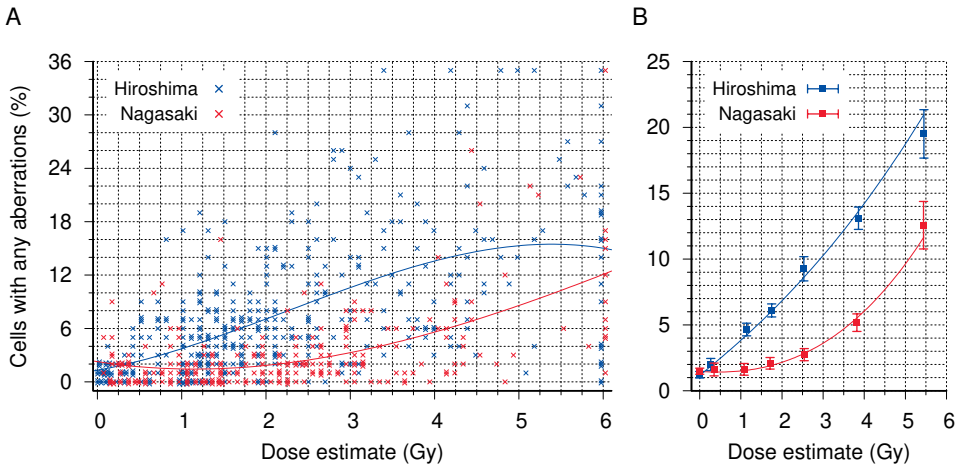 A
Cells with any aberrations (%)
36
30
24
18
12
6
0
Hiroshima
Nagasaki
0 1 2 3 4 5 6
Dose estimate (Gy)
B
25
20
15
10
5
0
Hiroshima
Nagasaki
0 1 2 3 4 5 6
Dose estimate (Gy)